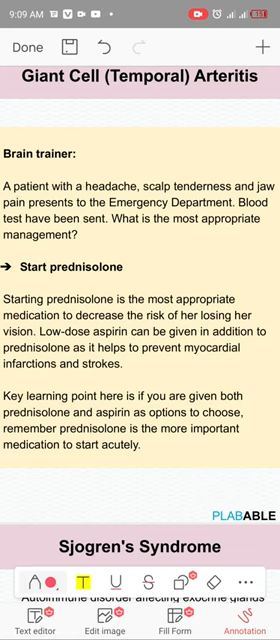 9:09 AM
Done
Giant Cell (Temporal) Arteritis
Brain trainer:
A patient with a headache, scalp tenderness and jaw
pain presents to the Emergency Department. Blood
test have been sent. What is the most appropriate
management?
➔ Start prednisolone
Starting prednisolone is the most appropriate
medication to decrease the risk of her losing her
vision. Low-dose aspirin can be given in addition to
prednisolone as it helps to prevent myocardial
infarctions and strokes.
Key learning point here is if you are given both
prednisolone and aspirin as options to choose,
remember prednisolone is the more important
medication to start acutely.
PLABABLE
Sjogren's Syndrome
Autoimmune disorder affecting exocrine glands
Text editor
Edit image
Fill Form
Annotation